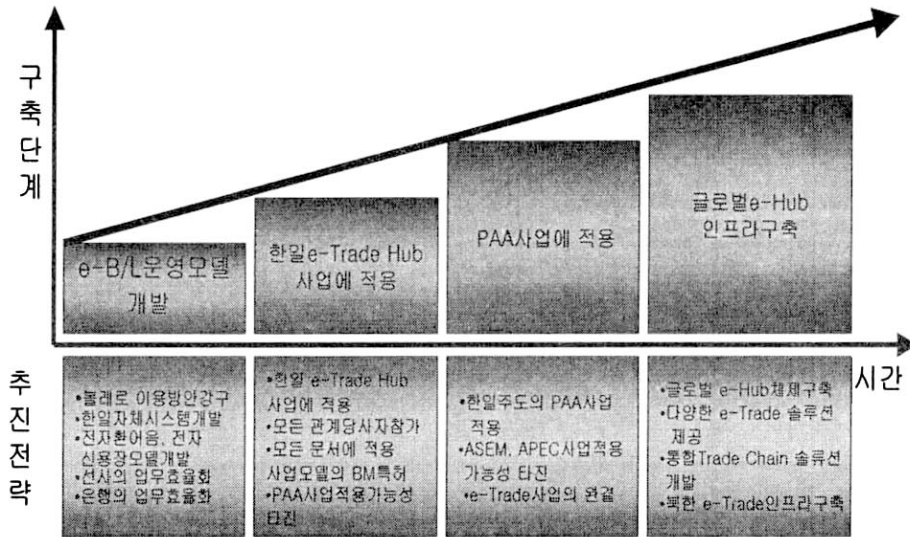 구축단계
e-B/L운영모델
개발
한일e-Trade Hub
사업에 적용
PAA사업에 적용
글로벌e-Hub
인프라구축
시간
추진전략
•볼레로 이용방안강구
•한일자체시스템개발
•전자환어음, 전자
신용장모델개발
•선사의 업무효율화
•은행의 업무효율화
•한일 e-Trade Hub
사업에 적용
•모든 관계당사자참가
•모든 문서에 적용
사업모델의 BM특허
•PAA사업적용가능성
타진
•한일주도의 PAA사업
적용
•ASEM, APEC사업적용
가능성 타진
•e-Trade사업의 완결
•글로벌 e-Hub체제구축
•다양한 e-Trade 솔루션
제공
•통합Trade Chain 솔류션
개발
•북한 e-Trade인프라구축